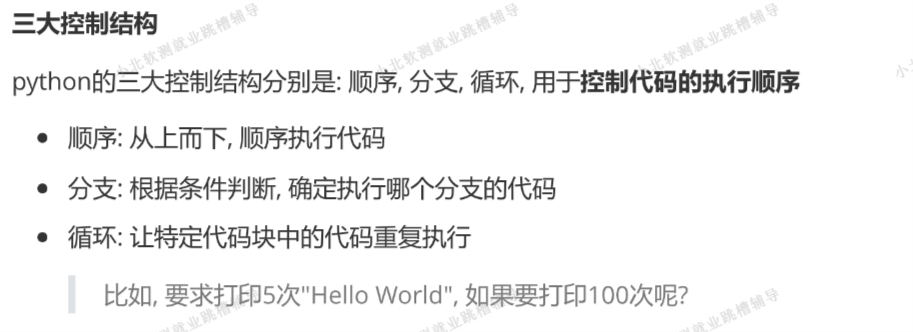 三大控制结构
python的三大控制结构分别是: 顺序, 分支, 循环, 用于控制代码的执行顺序
顺序: 从上而下, 顺序执行代码
分支: 根据条件判断, 确定执行哪个分支的代码
循环: 让特定代码块中的代码重复执行
比如, 要求打印5次"Hello World", 如果要打印100次呢?
小北软测就业跳槽辅导
小北软测就业跳槽辅导
小北软测就业跳槽辅导